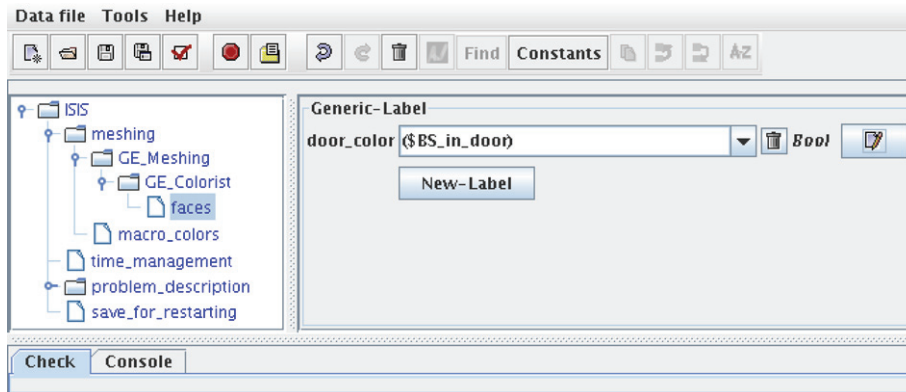 Data file Tools Help
Find Constants A-Z
ISIS
meshing
GE_Meshing
GE_Colorist
faces
macro_colors
time_management
problem_description
save_for_restarting
Generic-Label
door_color ($BS_in_door) Bool
New-Label
Check Console